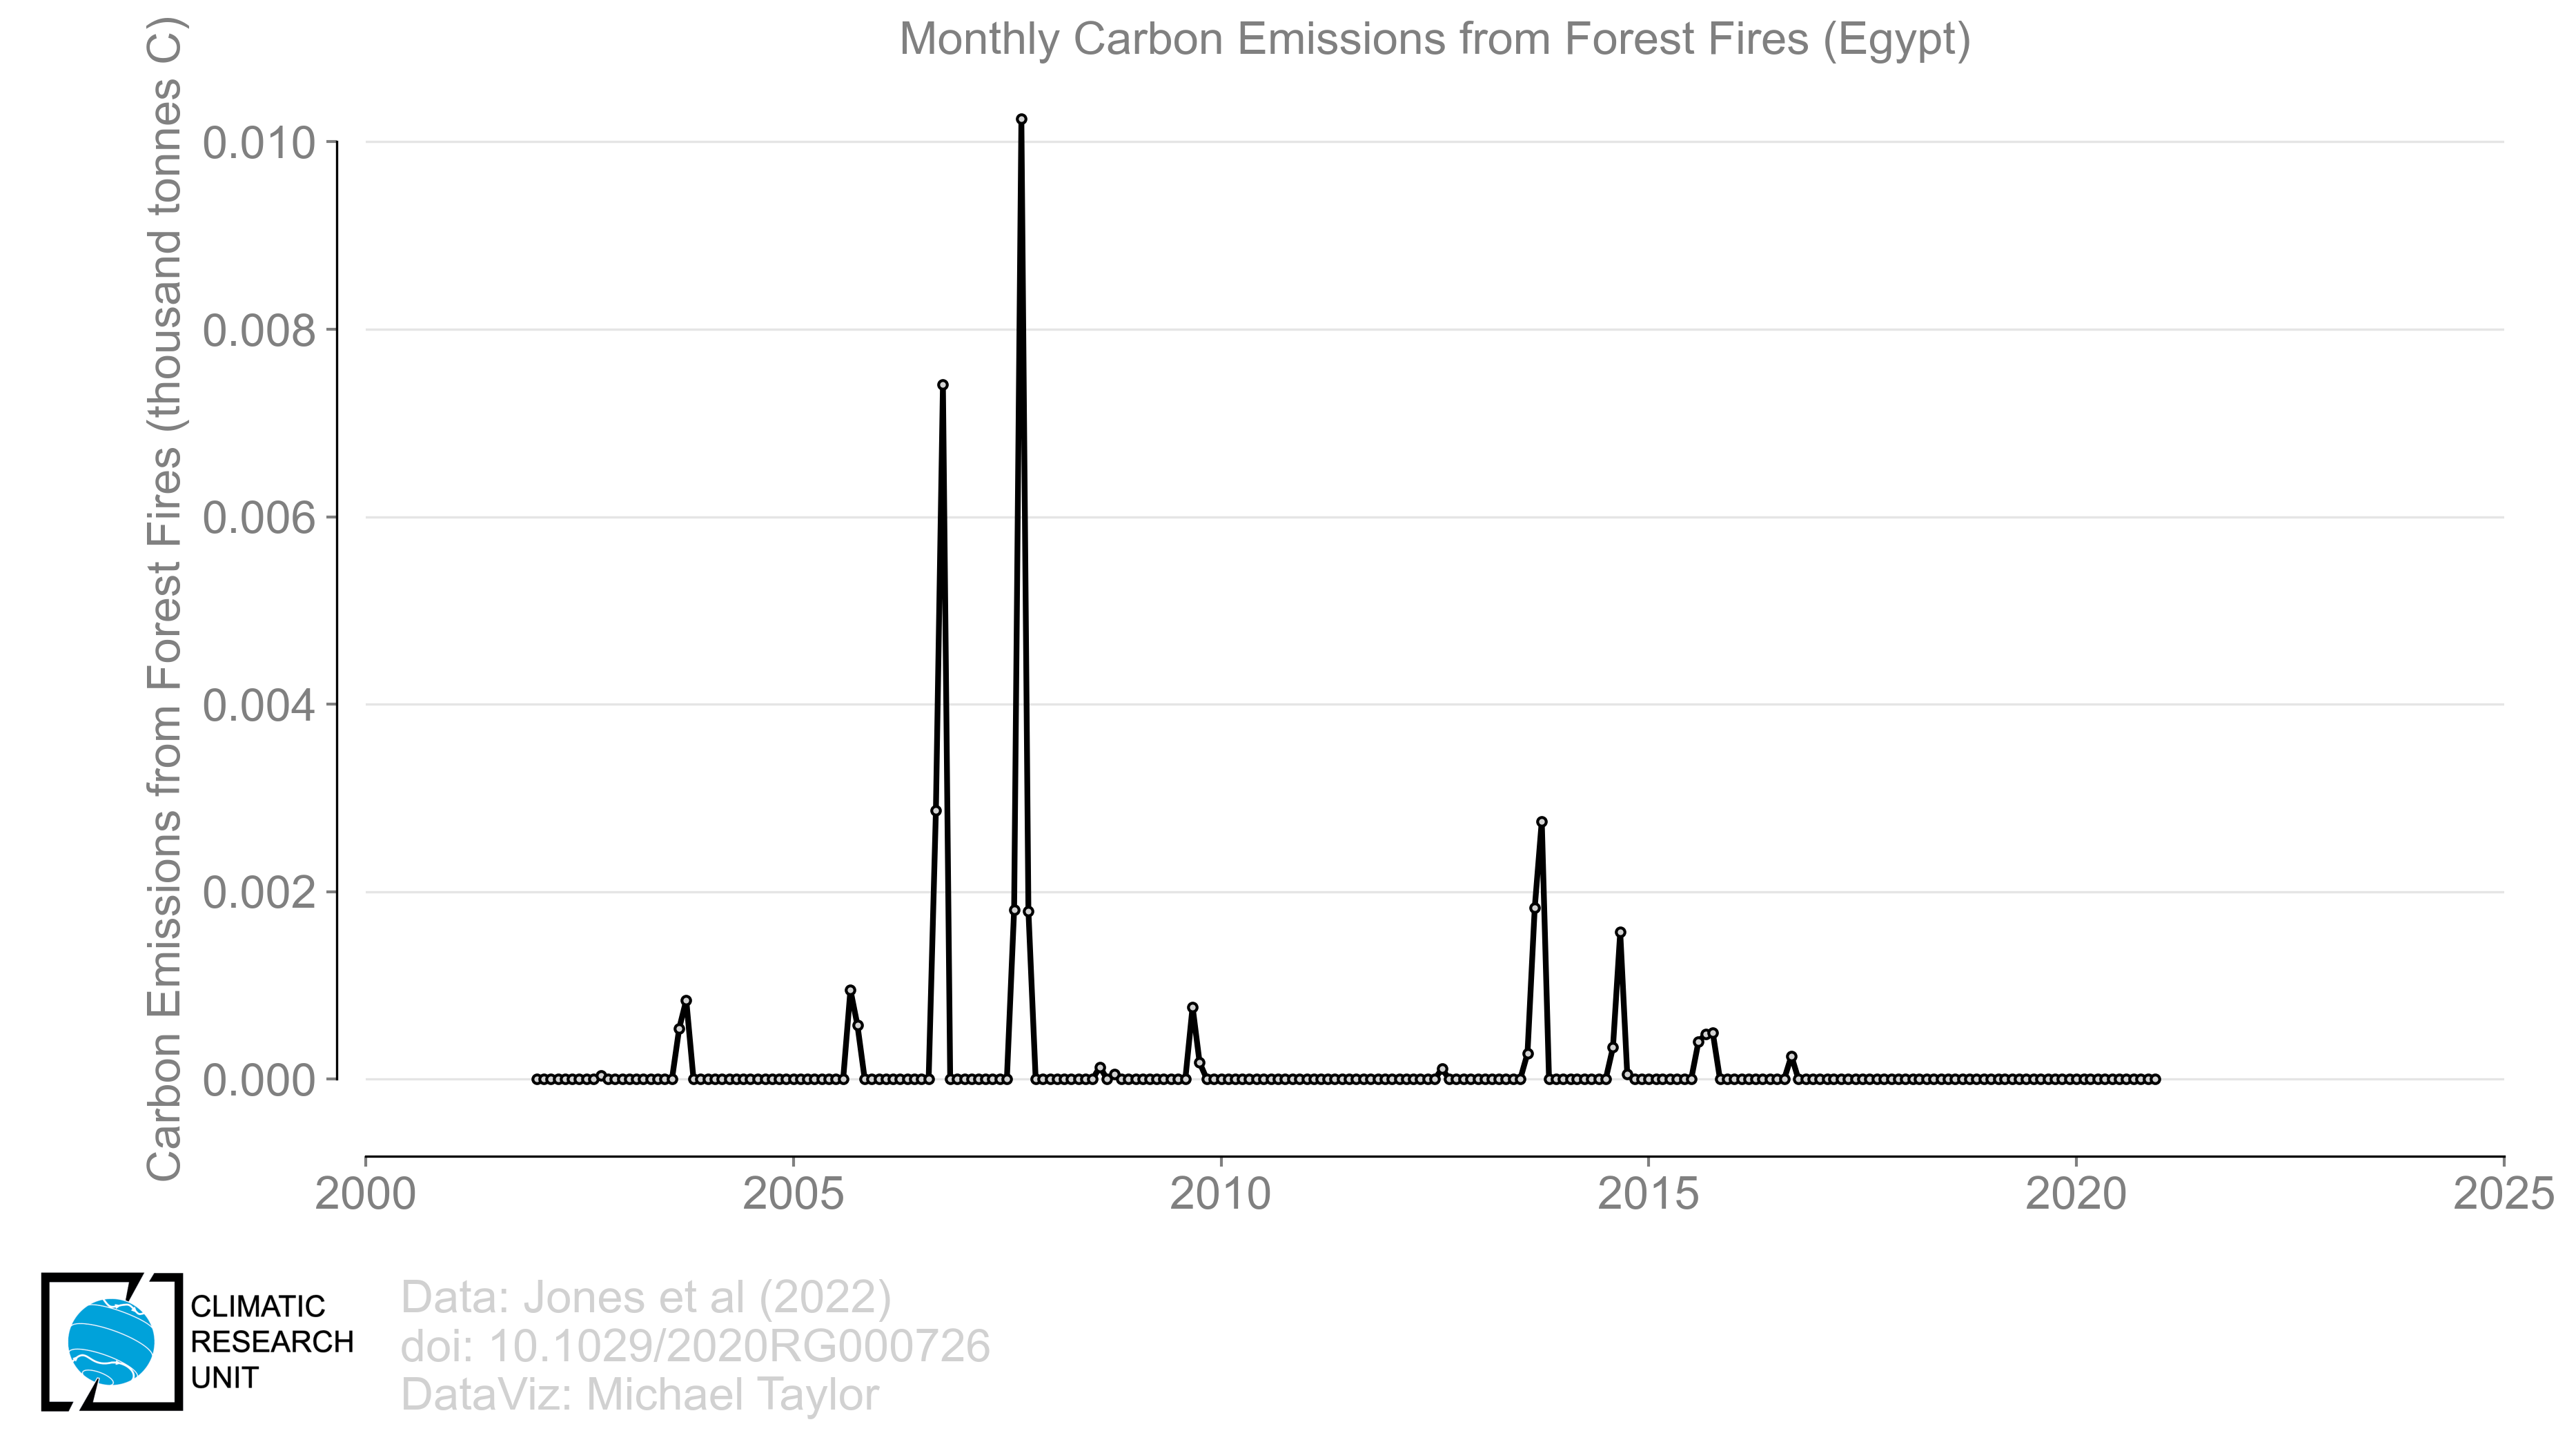 Monthly Carbon Emissions from Forest Fires (Egypt)
Carbon Emissions from Forest Fires (thousand tonnes C)
0.010
0.008
0.006
0.004
0.002
0.000
2000 2005 2010 2015 2020 2025
CLIMATIC
RESEARCH
UNIT
Data: Jones et al (2022)
doi: 10.1029/2020RG000726
DataViz: Michael Taylor